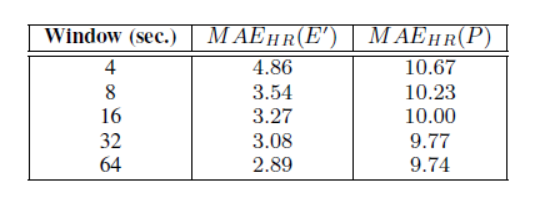 Window (sec.) MAE_HR(E′) MAE_HR(P)
4 4.86 10.67
8 3.54 10.23
16 3.27 10.00
32 3.08 9.77
64 2.89 9.74